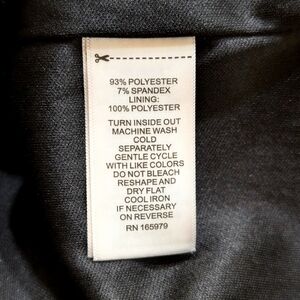 93% POLYESTER
7% SPANDEX
LINING:
100% POLYESTER
TURN INSIDE OUT
MACHINE WASH
COLD
SEPARATELY
GENTLE CYCLE
WITH LIKE COLORS
DO NOT BLEACH
RESHAPE AND
DRY FLAT
COOL IRON
IF NECESSARY
ON REVERSE
RN 165979